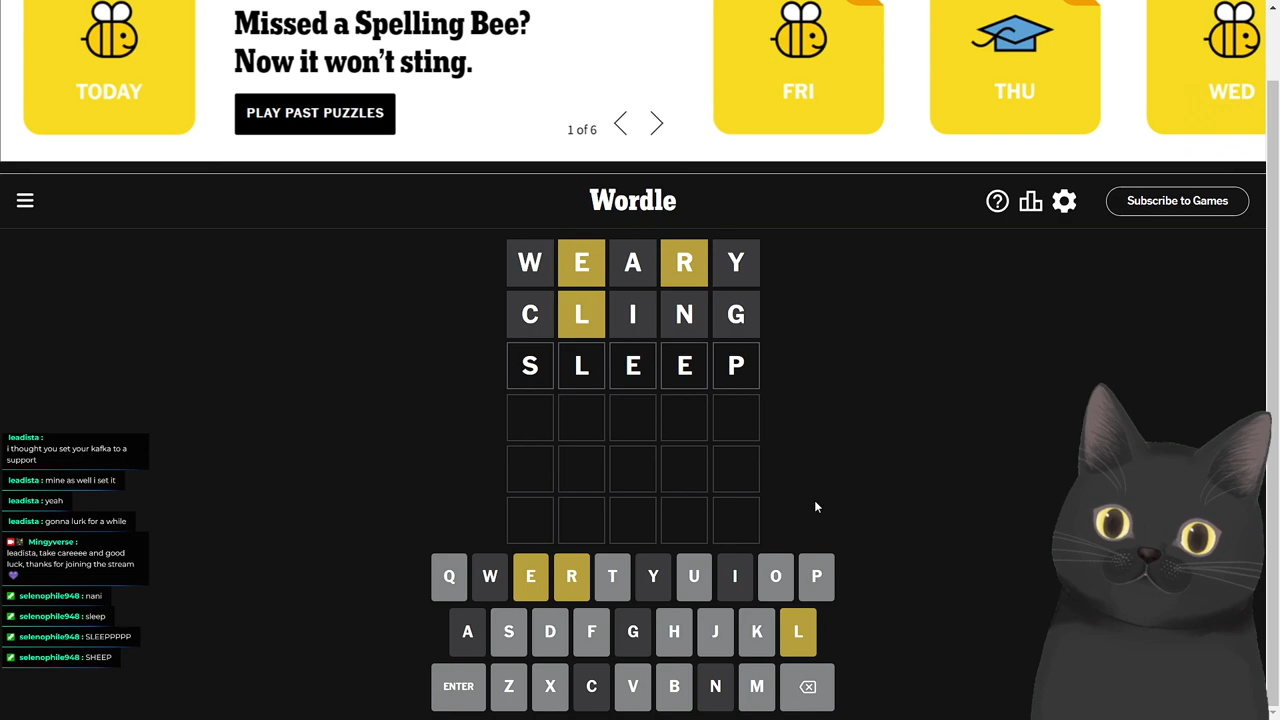 Missed a Spelling Bee?
Now it won't sting.
TODAY
PLAY PAST PUZZLES
1 of 6
FRI
THU
WED
Wordle
Subscribe to Games
W E A R Y
C L I N G
S L E E P
leadista :
i thought you set your kafka to a
support
leadista : mine as well i set it
leadista : yeah
leadista : gonna lurk for a while
Mingyverse :
leadista, take careeee and good
luck, thanks for joining the stream
selenophile948 : nani
selenophile948 : sleep
selenophile948 : SLEEPPPPP
selenophile948 : SHEEP
Q W E R T Y U I O P
A S D F G H J K L
ENTER Z X C V B N M